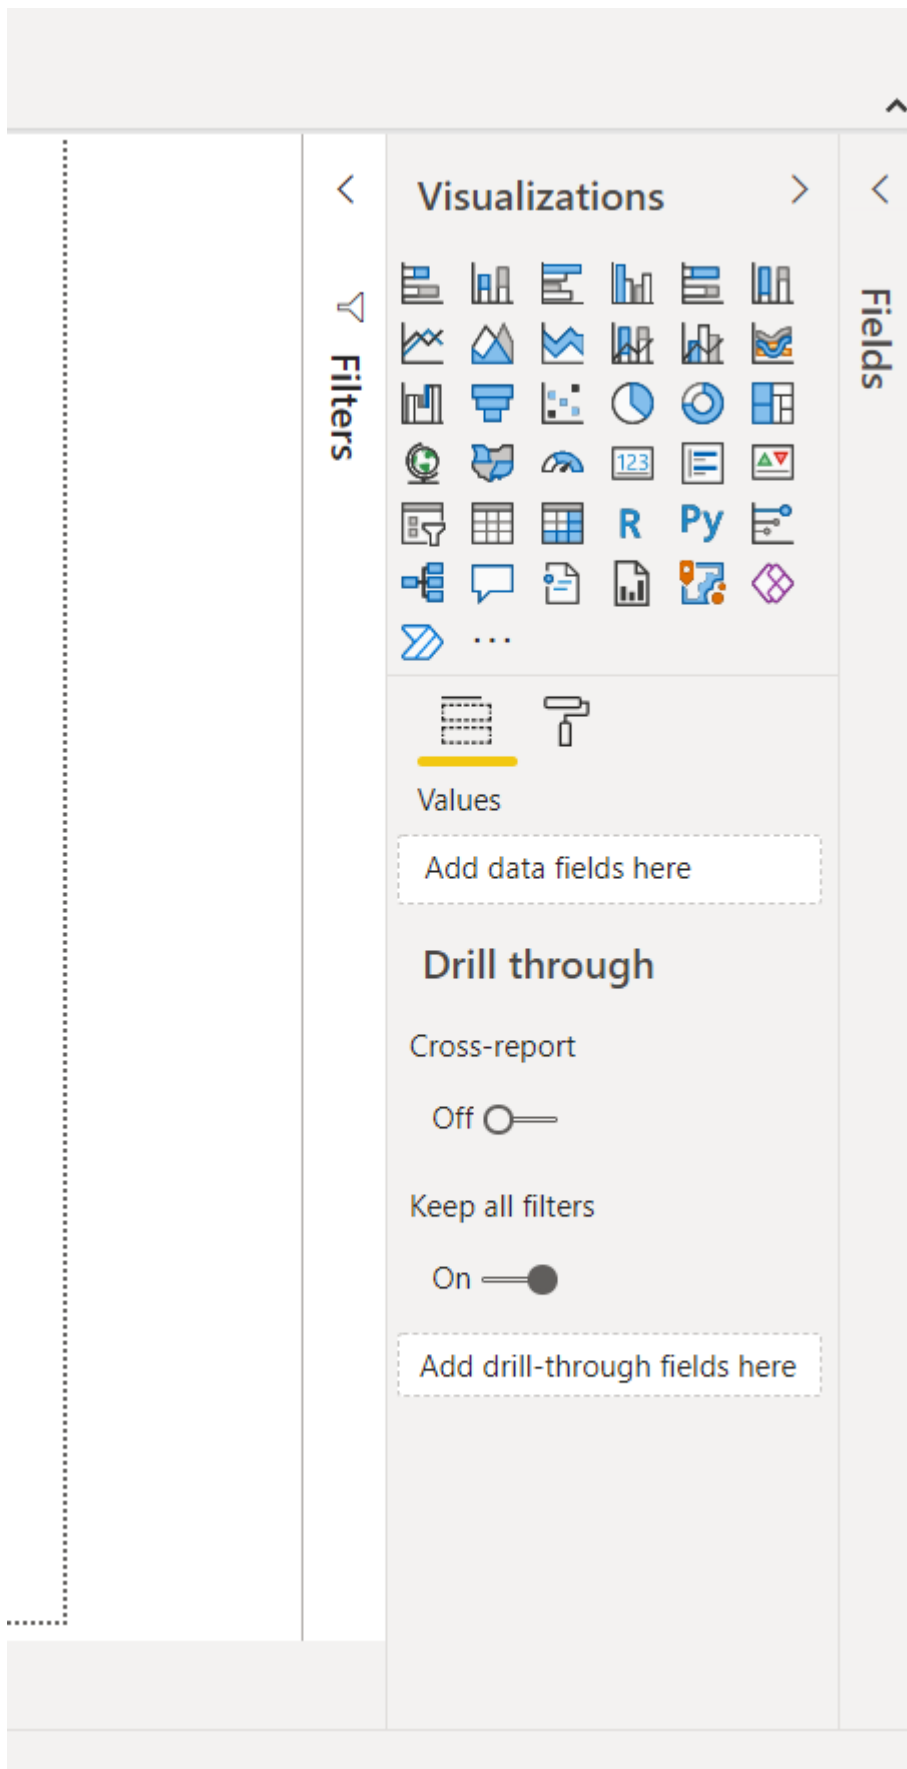 Visualizations
Filters
Fields
123
R
Py
...
Values
Add data fields here
Drill through
Cross-report
Off
Keep all filters
On
Add drill-through fields here